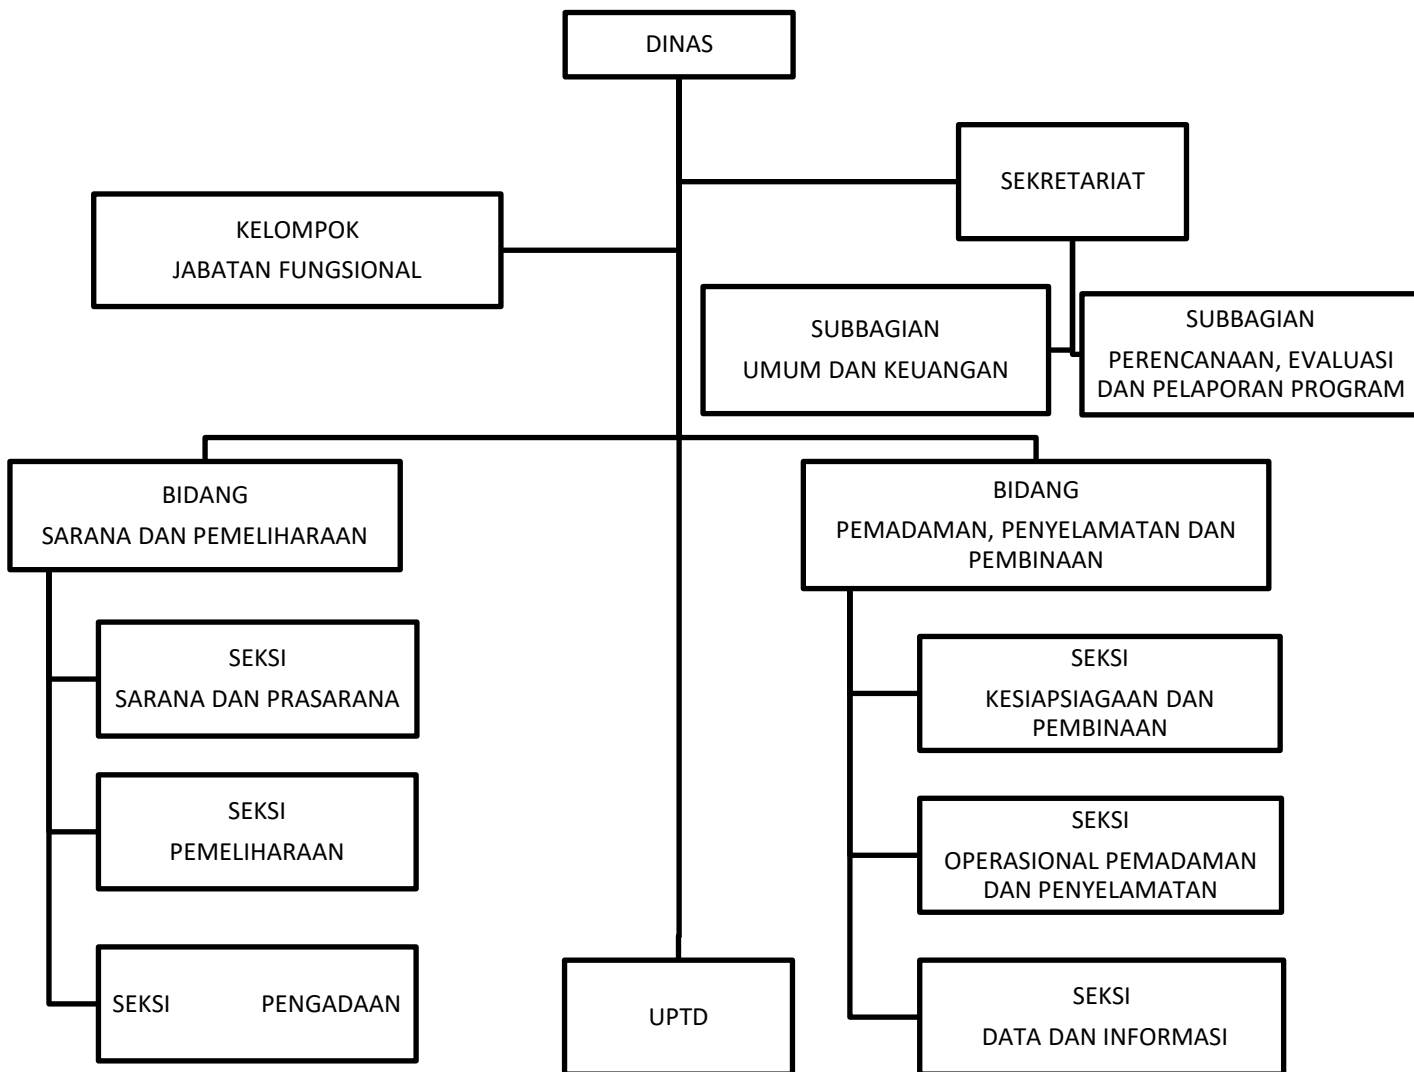 DINAS
SEKRETARIAT
KELOMPOK
JABATAN FUNGSIONAL
SUBBAGIAN
UMUM DAN KEUANGAN
SUBBAGIAN
PERENCANAAN, EVALUASI
DAN PELAPORAN PROGRAM
BIDANG
SARANA DAN PEMELIHARAAN
BIDANG
PEMADAMAN, PENYELAMATAN DAN
PEMBINAAN
SEKSI
SARANA DAN PRASARANA
SEKSI
PEMELIHARAAN
SEKSI PENGADAAN
UPTD
SEKSI
KESIAPSIAGAAN DAN
PEMBINAAN
SEKSI
OPERASIONAL PEMADAMAN
DAN PENYELAMATAN
SEKSI
DATA DAN INFORMASI